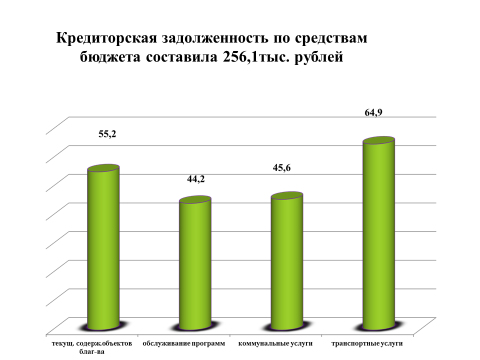 Кредиторская задолженность по средствам
бюджета составила 256,1тыс. рублей
64,9
55,2
44,2
45,6
текущ. содерж.объектов
благ-ва
обслуживание программ
коммунальные услуги
транспортные услуги